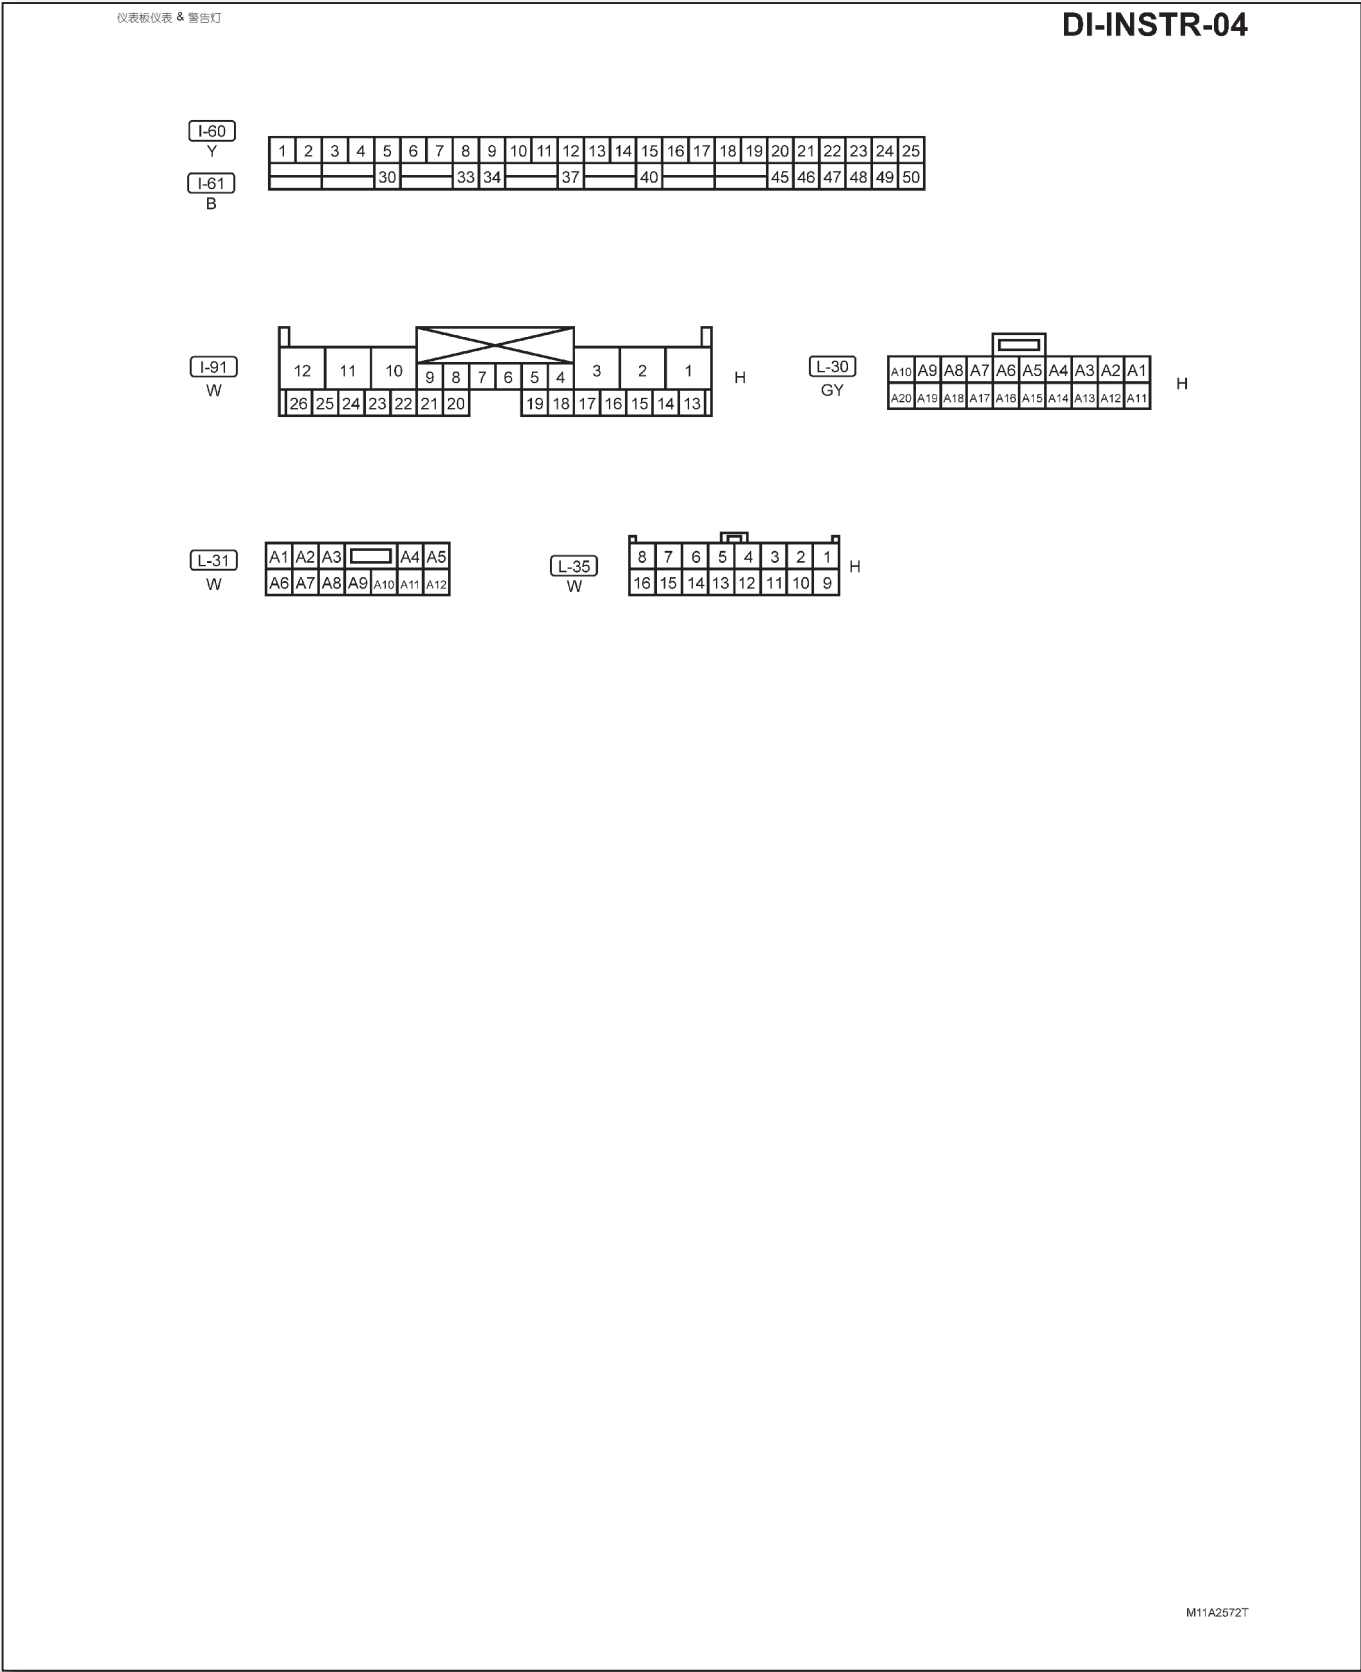 仪表板仪表 & 警告灯
DI-INSTR-04
I-60
Y
1 2 3 4 5 6 7 8 9 10 11 12 13 14 15 16 17 18 19 20 21 22 23 24 25
30 33 34 37 40 45 46 47 48 49 50
I-61
B
I-91
W
12 11 10 9 8 7 6 5 4 3 2 1
26 25 24 23 22 21 20 19 18 17 16 15 14 13
H
L-30
GY
A10 A9 A8 A7 A6 A5 A4 A3 A2 A1
A20 A19 A18 A17 A16 A15 A14 A13 A12 A11
H
L-31
W
A1 A2 A3 A4 A5
A6 A7 A8 A9 A10 A11 A12
L-35
W
8 7 6 5 4 3 2 1
16 15 14 13 12 11 10 9
H
M11A2572T